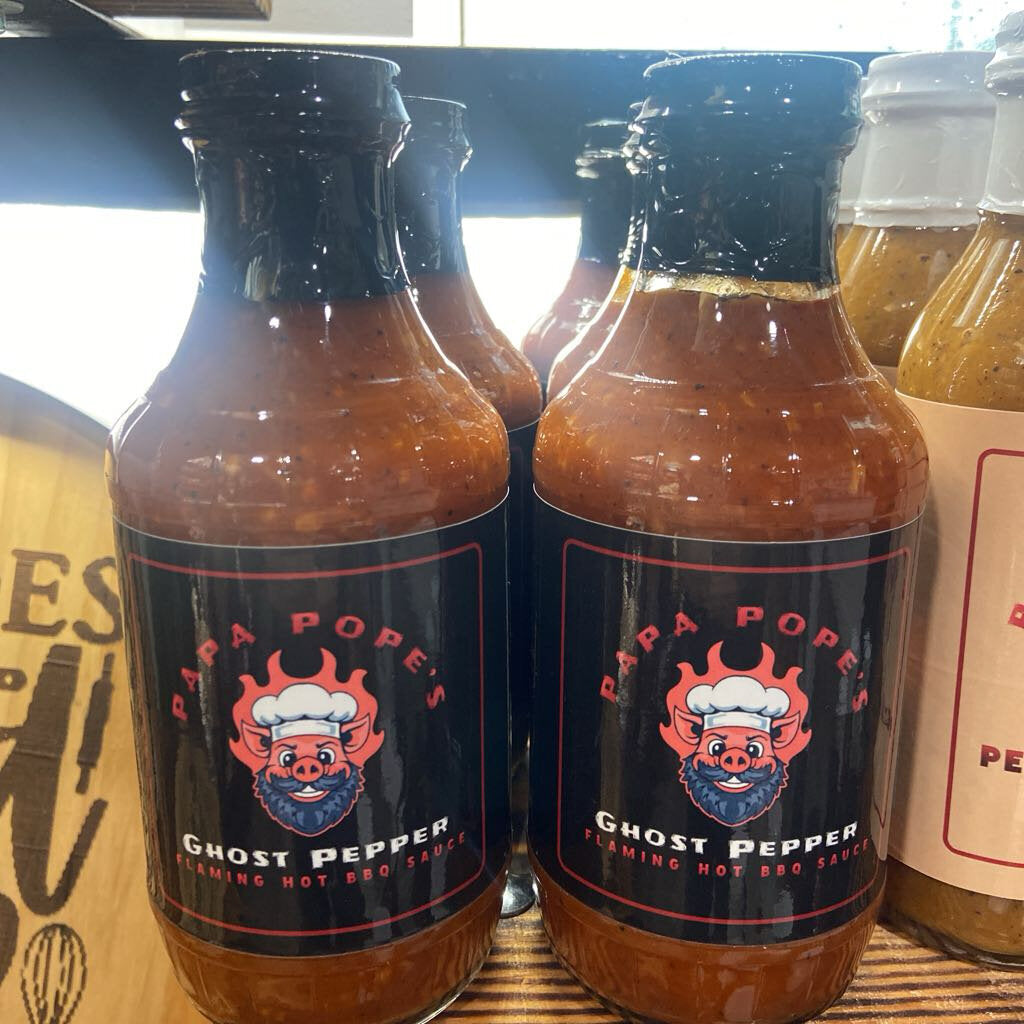 PAPA POPE'S
GHOST PEPPER
FLAMING HOT BBQ SAUCE
PAPA POPE'S
GHOST PEPPER
FLAMING HOT BBQ SAUCE